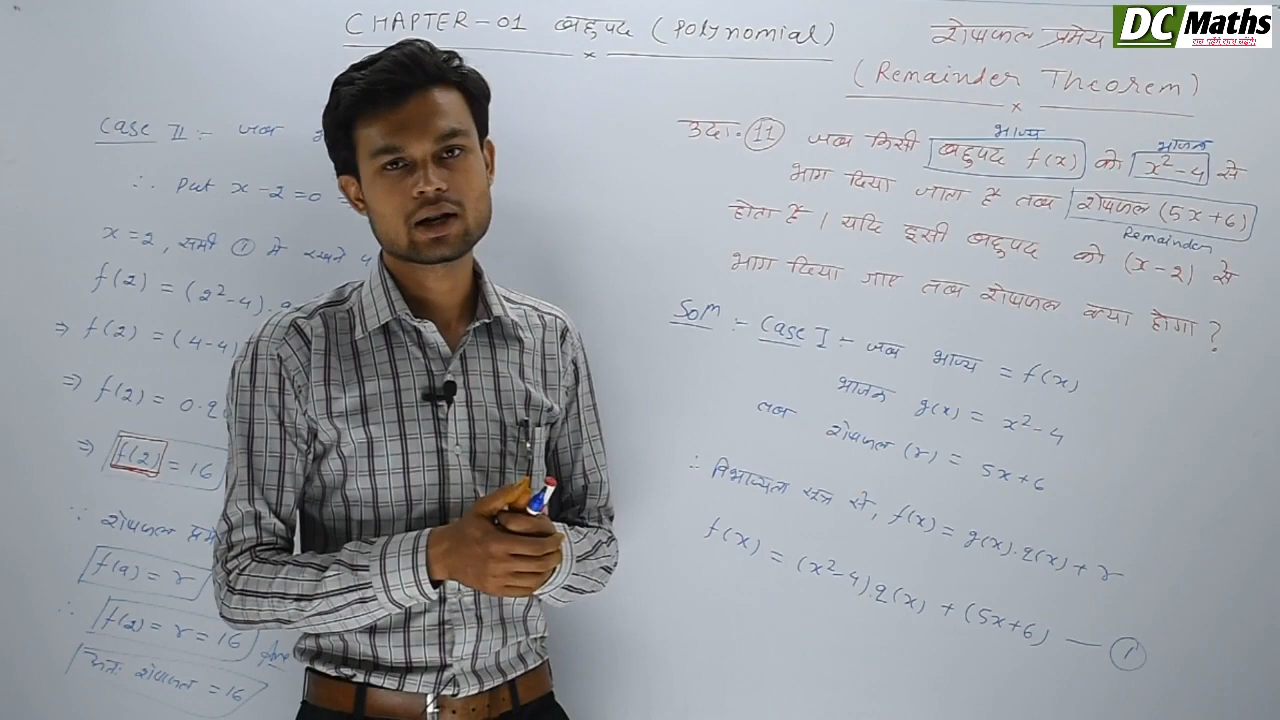 CHAPTER-01 बहुपद (Polynomial)
शेषफल प्रमेय
DC Maths
(Remainder Theorem)
उदा. 11 जब किसी बहुपद f(x) को x²-4 से
भाज्य
भाजक
भाग दिया जाता है तब शेषफल (5x+6)
Remainder
होता है। यदि इसी बहुपद को (x-2) से
भाग दिया जाए तब शेषफल क्या होगा?
Solⁿ :- Case I :- जब भाज्य = f(x)
भाजक g(x) = x²-4
तब शेषफल (r) = 5x+6
∴ विभाज्यता सूत्र से, f(x) = g(x).q(x) + r
f(x) = (x²-4).q(x) + (5x+6) — 1
Case II :- जब
∴ Put x-2=0
x=2, समी 1 मे रखने
f(2) = (2²-4).
⇒ f(2) = (4-4)
⇒ f(2) = 0.q
⇒ f(2) = 16
∵ शेषफल
f(a) = r
∴ f(2) = r = 16 Ans
अतः शेषफल = 16